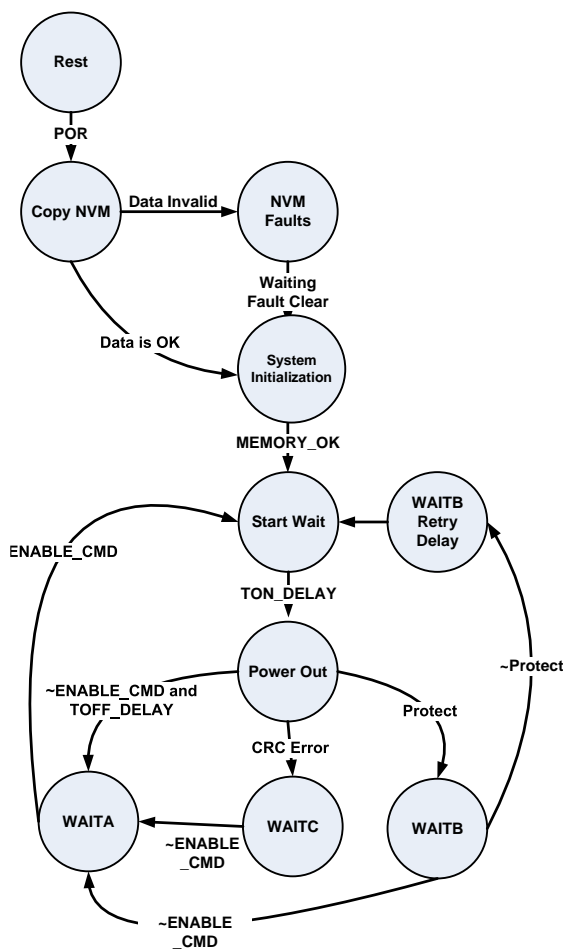 Rest
POR
Copy NVM
Data Invalid
NVM
Faults
Waiting
Fault Clear
Data is OK
System
Initialization
MEMORY_OK
Start Wait
WAITB
Retry
Delay
ENABLE_CMD
TON_DELAY
~Protect
Power Out
~ENABLE_CMD and
TOFF_DELAY
Protect
CRC Error
WAITA
WAITC
WAITB
~ENABLE
_CMD
~ENABLE
_CMD